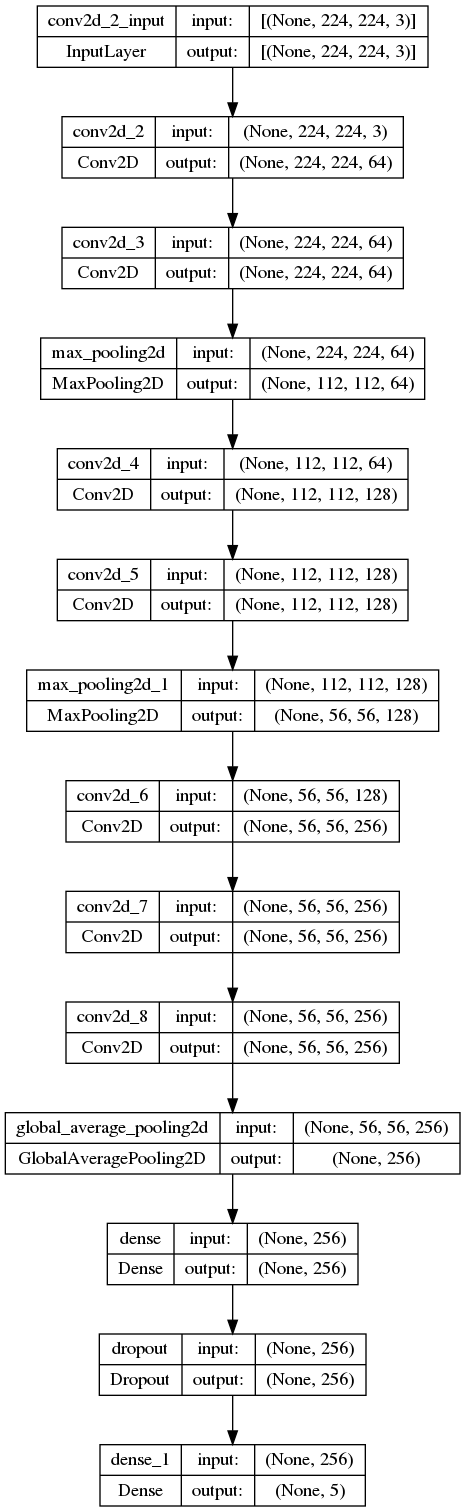 conv2d_2_input input: [(None, 224, 224, 3)]
InputLayer output: [(None, 224, 224, 3)]
conv2d_2 input: (None, 224, 224, 3)
Conv2D output: (None, 224, 224, 64)
conv2d_3 input: (None, 224, 224, 64)
Conv2D output: (None, 224, 224, 64)
max_pooling2d input: (None, 224, 224, 64)
MaxPooling2D output: (None, 112, 112, 64)
conv2d_4 input: (None, 112, 112, 64)
Conv2D output: (None, 112, 112, 128)
conv2d_5 input: (None, 112, 112, 128)
Conv2D output: (None, 112, 112, 128)
max_pooling2d_1 input: (None, 112, 112, 128)
MaxPooling2D output: (None, 56, 56, 128)
conv2d_6 input: (None, 56, 56, 128)
Conv2D output: (None, 56, 56, 256)
conv2d_7 input: (None, 56, 56, 256)
Conv2D output: (None, 56, 56, 256)
conv2d_8 input: (None, 56, 56, 256)
Conv2D output: (None, 56, 56, 256)
global_average_pooling2d input: (None, 56, 56, 256)
GlobalAveragePooling2D output: (None, 256)
dense input: (None, 256)
Dense output: (None, 256)
dropout input: (None, 256)
Dropout output: (None, 256)
dense_1 input: (None, 256)
Dense output: (None, 5)